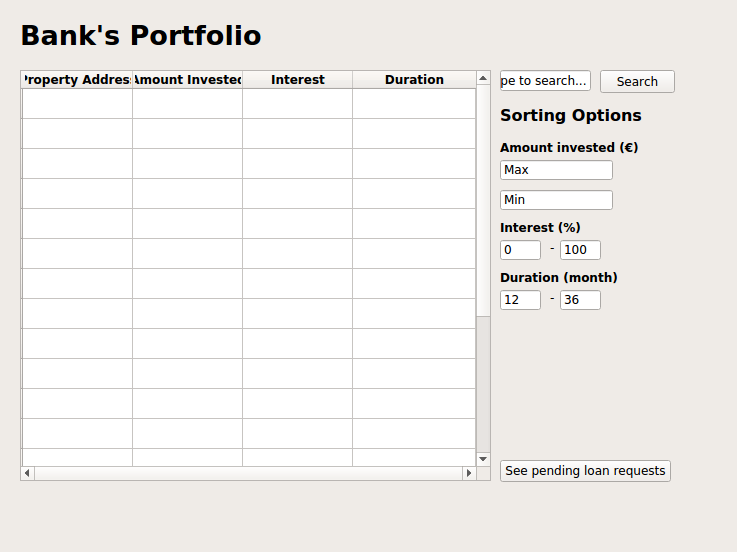 Bank's Portfolio
Property Address Amount Invested Interest Duration
pe to search... Search
Sorting Options
Amount invested (€)
Max
Min
Interest (%)
0 - 100
Duration (month)
12 - 36
See pending loan requests